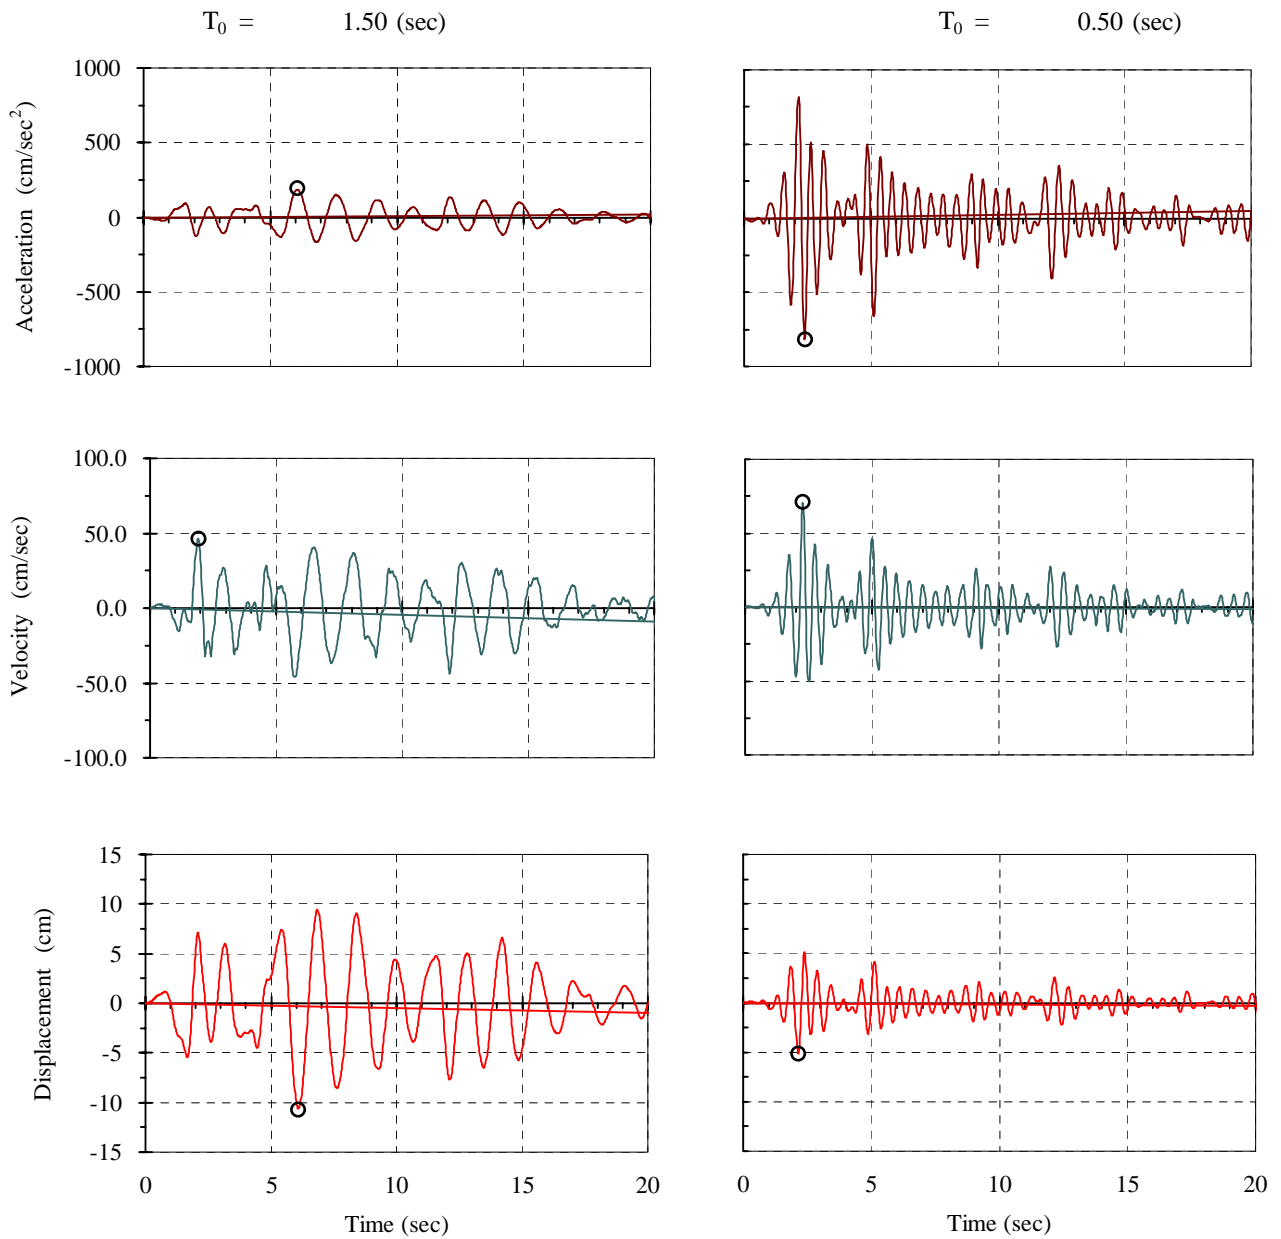 T0 = 1.50 (sec)
T0 = 0.50 (sec)
Acceleration (cm/sec2)
1000
500
0
-500
-1000
Velocity (cm/sec)
100.0
50.0
0.0
-50.0
-100.0
Displacement (cm)
15
10
5
0
-5
-10
-15
0 5 10 15 20
Time (sec)
0 5 10 15 20
Time (sec)